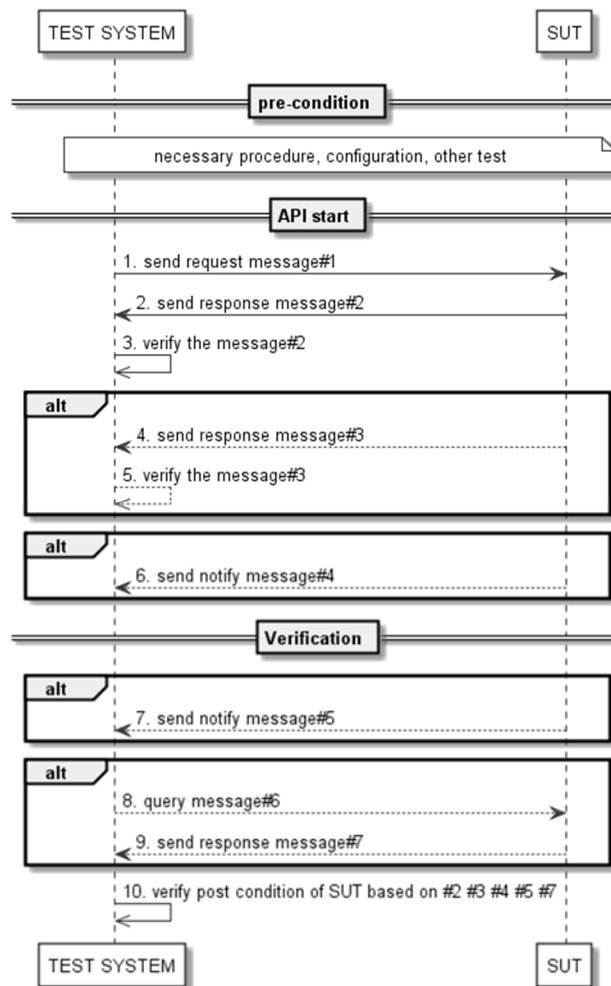 TEST SYSTEM
SUT
pre-condition
necessary procedure, configuration, other test
API start
1. send request message#1
2. send response message#2
3. verify the message#2
alt
4. send response message#3
5. verify the message#3
alt
6. send notify message#4
Verification
alt
7. send notify message#5
alt
8. query message#6
9. send response message#7
10. verify post condition of SUT based on #2 #3 #4 #5 #7
TEST SYSTEM
SUT